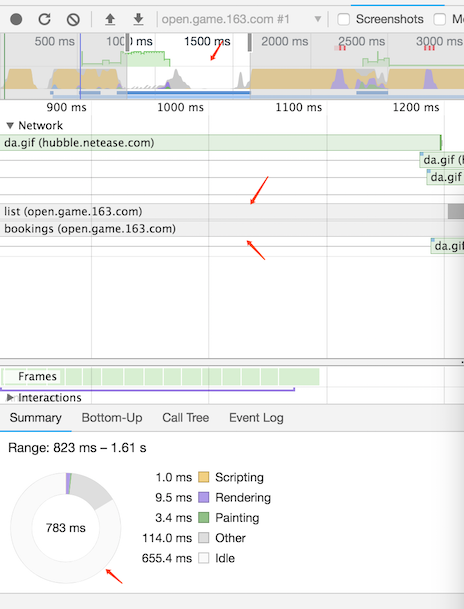 open.game.163.com #1 Screenshots
500 ms 1500 ms 2000 ms 2500 ms 3000 ms
900 ms 1000 ms 1100 ms 1200 ms
Network
da.gif (hubble.netease.com)
da.gif (h
da.gif
list (open.game.163.com)
bookings (open.game.163.com)
da.gif
Frames
Interactions
Summary Bottom-Up Call Tree Event Log
Range: 823 ms – 1.61 s
1.0 ms Scripting
9.5 ms Rendering
783 ms 3.4 ms Painting
114.0 ms Other
655.4 ms Idle